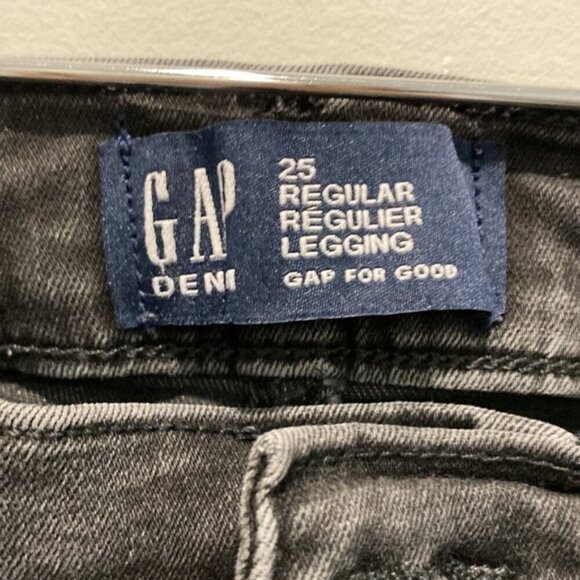 GAP
DENI
25
REGULAR
RÉGULIER
LEGGING
GAP FOR GOOD